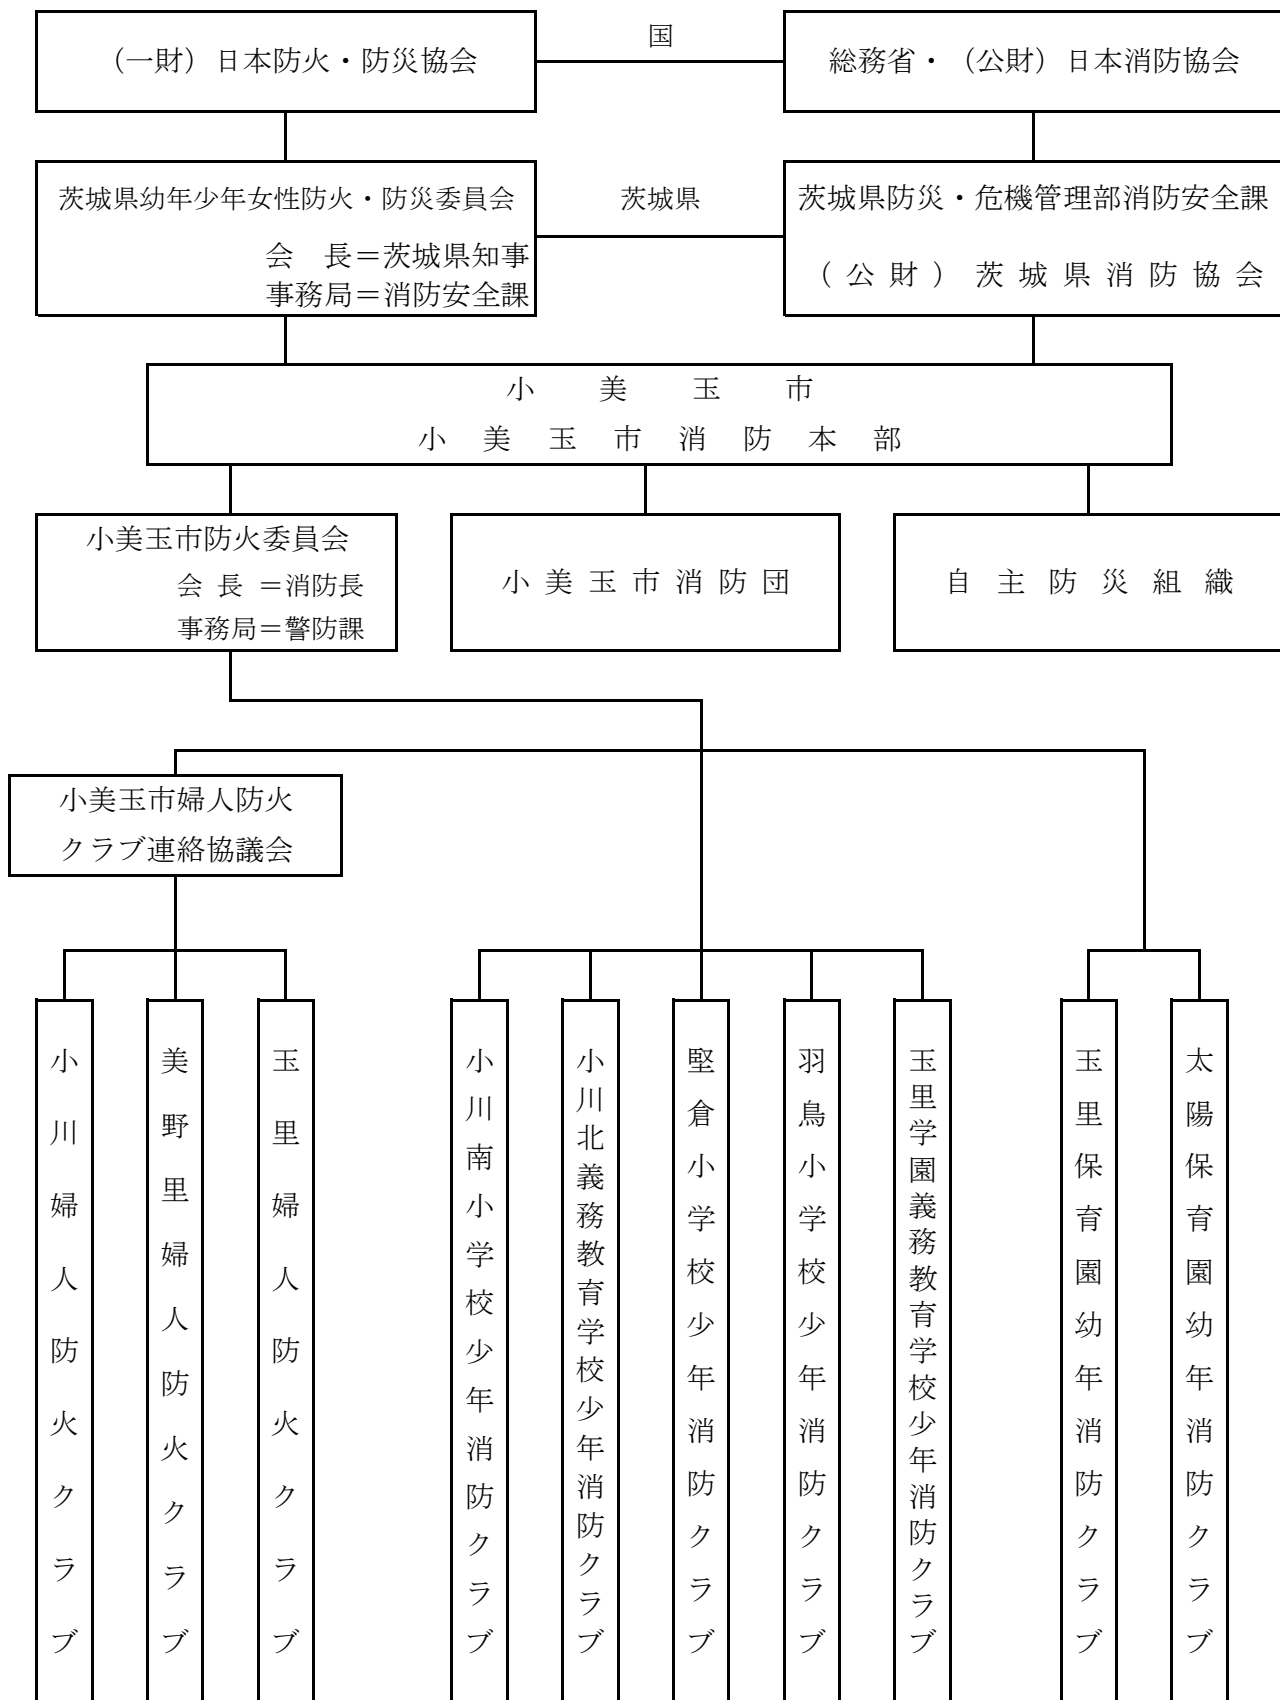 （一財）日本防火・防災協会
国
総務省・（公財）日本消防協会
茨城県幼年少年女性防火・防災委員会
会　長＝茨城県知事
事務局＝消防安全課
茨城県
茨城県防災・危機管理部消防安全課
（公財）茨城県消防協会
小美玉市
小美玉市消防本部
小美玉市防火委員会
会 長 ＝消防長
事務局＝警防課
小美玉市消防団
自主防災組織
小美玉市婦人防火
クラブ連絡協議会
小川婦人防火クラブ
美野里婦人防火クラブ
玉里婦人防火クラブ
小川南小学校少年消防クラブ
小川北義務教育学校少年消防クラブ
堅倉小学校少年消防クラブ
羽鳥小学校少年消防クラブ
玉里学園義務教育学校少年消防クラブ
玉里保育園幼年消防クラブ
太陽保育園幼年消防クラブ